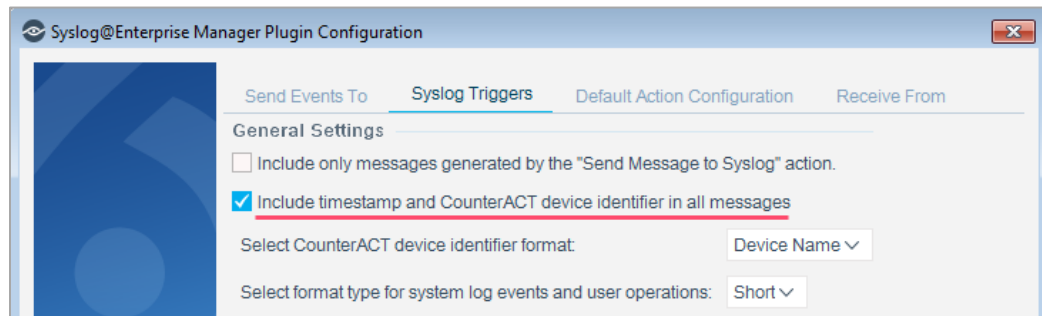 Syslog@Enterprise Manager Plugin Configuration
Send Events To Syslog Triggers Default Action Configuration Receive From
General Settings
Include only messages generated by the "Send Message to Syslog" action.
Include timestamp and CounterACT device identifier in all messages
Select CounterACT device identifier format: Device Name
Select format type for system log events and user operations: Short